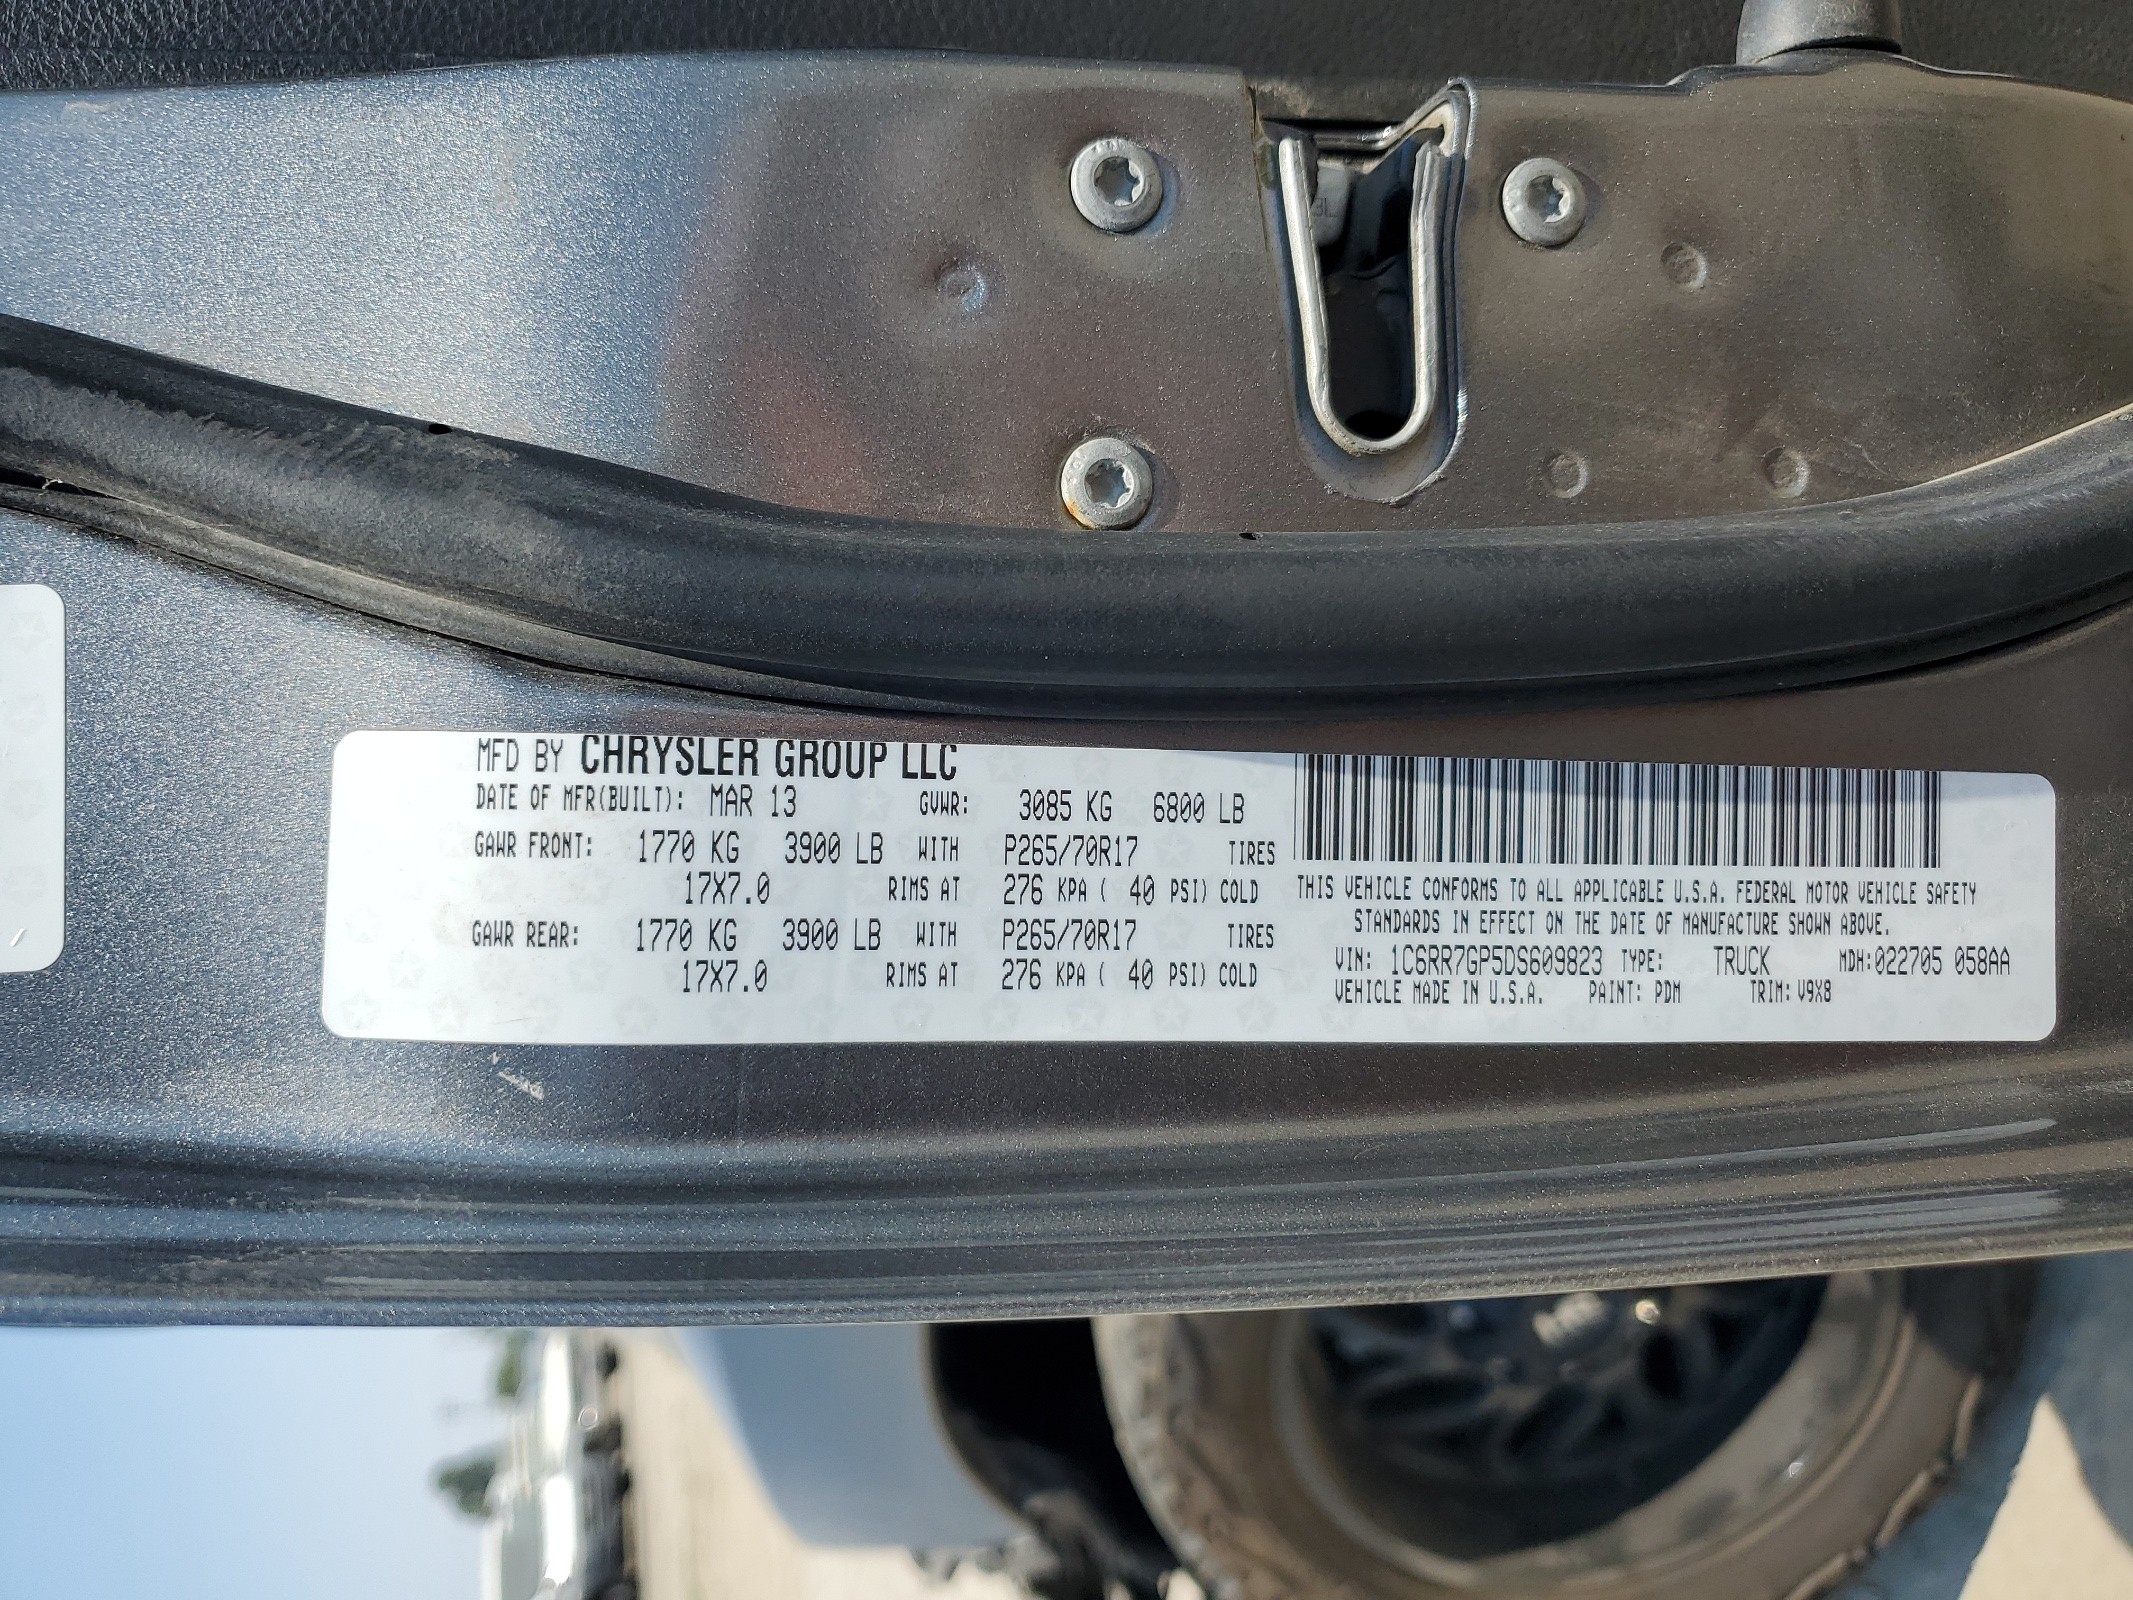 MFD BY CHRYSLER GROUP LLC
DATE OF MFR(BUILT): MAR 13 GVWR: 3085 KG 6800 LB
GAWR FRONT: 1770 KG 3900 LB WITH P265/70R17 TIRES
17X7.0 RIMS AT 276 KPA ( 40 PSI) COLD
GAWR REAR: 1770 KG 3900 LB WITH P265/70R17 TIRES
17X7.0 RIMS AT 276 KPA ( 40 PSI) COLD
THIS VEHICLE CONFORMS TO ALL APPLICABLE U.S.A. FEDERAL MOTOR VEHICLE SAFETY
STANDARDS IN EFFECT ON THE DATE OF MANUFACTURE SHOWN ABOVE.
VIN: 1C6RR7GP5DS609823 TYPE: TRUCK MDH:022705 058AA
VEHICLE MADE IN U.S.A. PAINT: PDM TRIM: V9X8